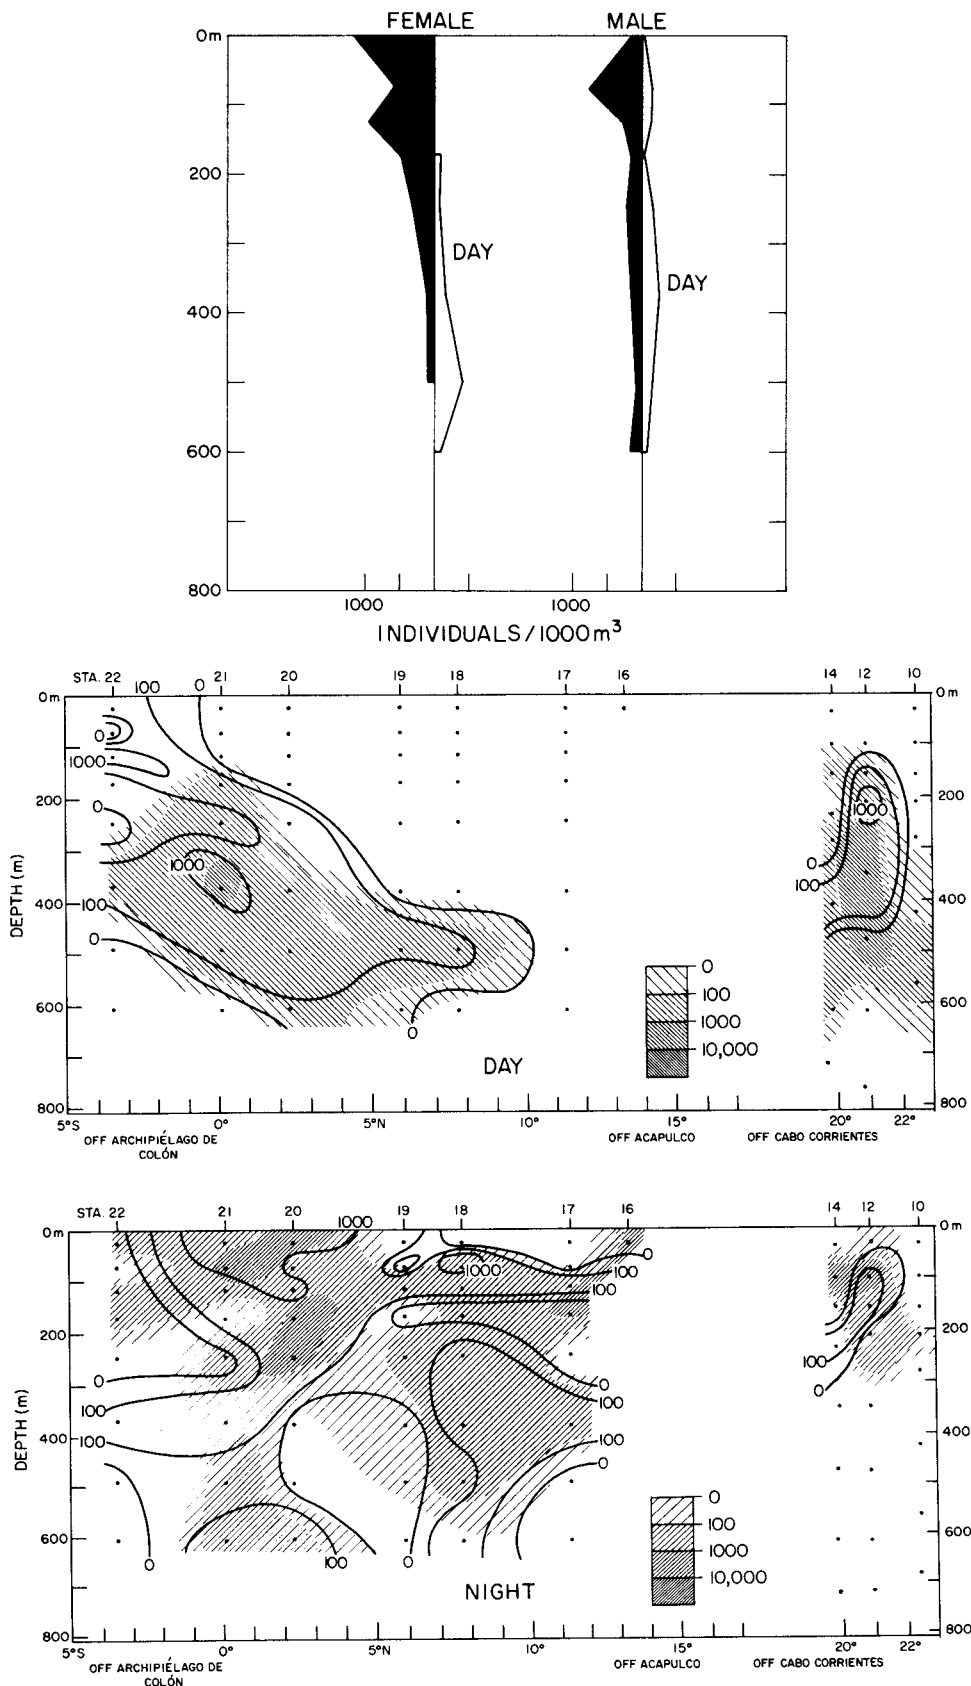 FEMALE MALE
0m
200
DAY
DAY
400
600
800
1000 1000
INDIVIDUALS/1000m³
STA. 22 100 0 21 20 19 18 17 16 14 12 10
0m 0m
0
1000
200 200
0 1000
1000
0
100
400 400
100
0
0
100
600 600
0 1000
10,000
DAY
800 800
5°S 0° 5°N 10° 15° 20° 22°
OFF ARCHIPIÉLAGO DE OFF ACAPULCO OFF CABO CORRIENTES
COLÓN
DEPTH (m)
STA. 22 21 20 1000 19 18 17 16 14 12 10
0m 0m
0
1000 100
100
200 200
100
0 0 0
100 100
400 400
100 100
0
0
100
600 600
0 100 0 1000
10,000
NIGHT
800 800
5°S 0° 5°N 10° 15° 20° 22°
OFF ARCHIPIÉLAGO DE OFF ACAPULCO OFF CABO CORRIENTES
COLÓN
DEPTH (m)